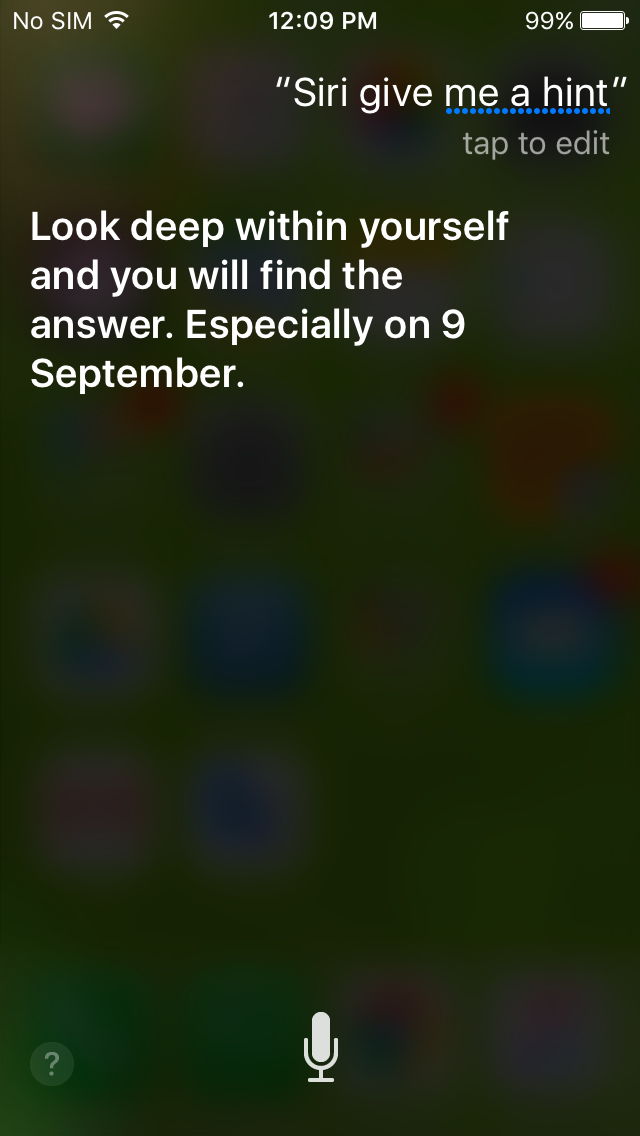 No SIM 12:09 PM 99%
“Siri give me a hint”
tap to edit
Look deep within yourself
and you will find the
answer. Especially on 9
September.
?